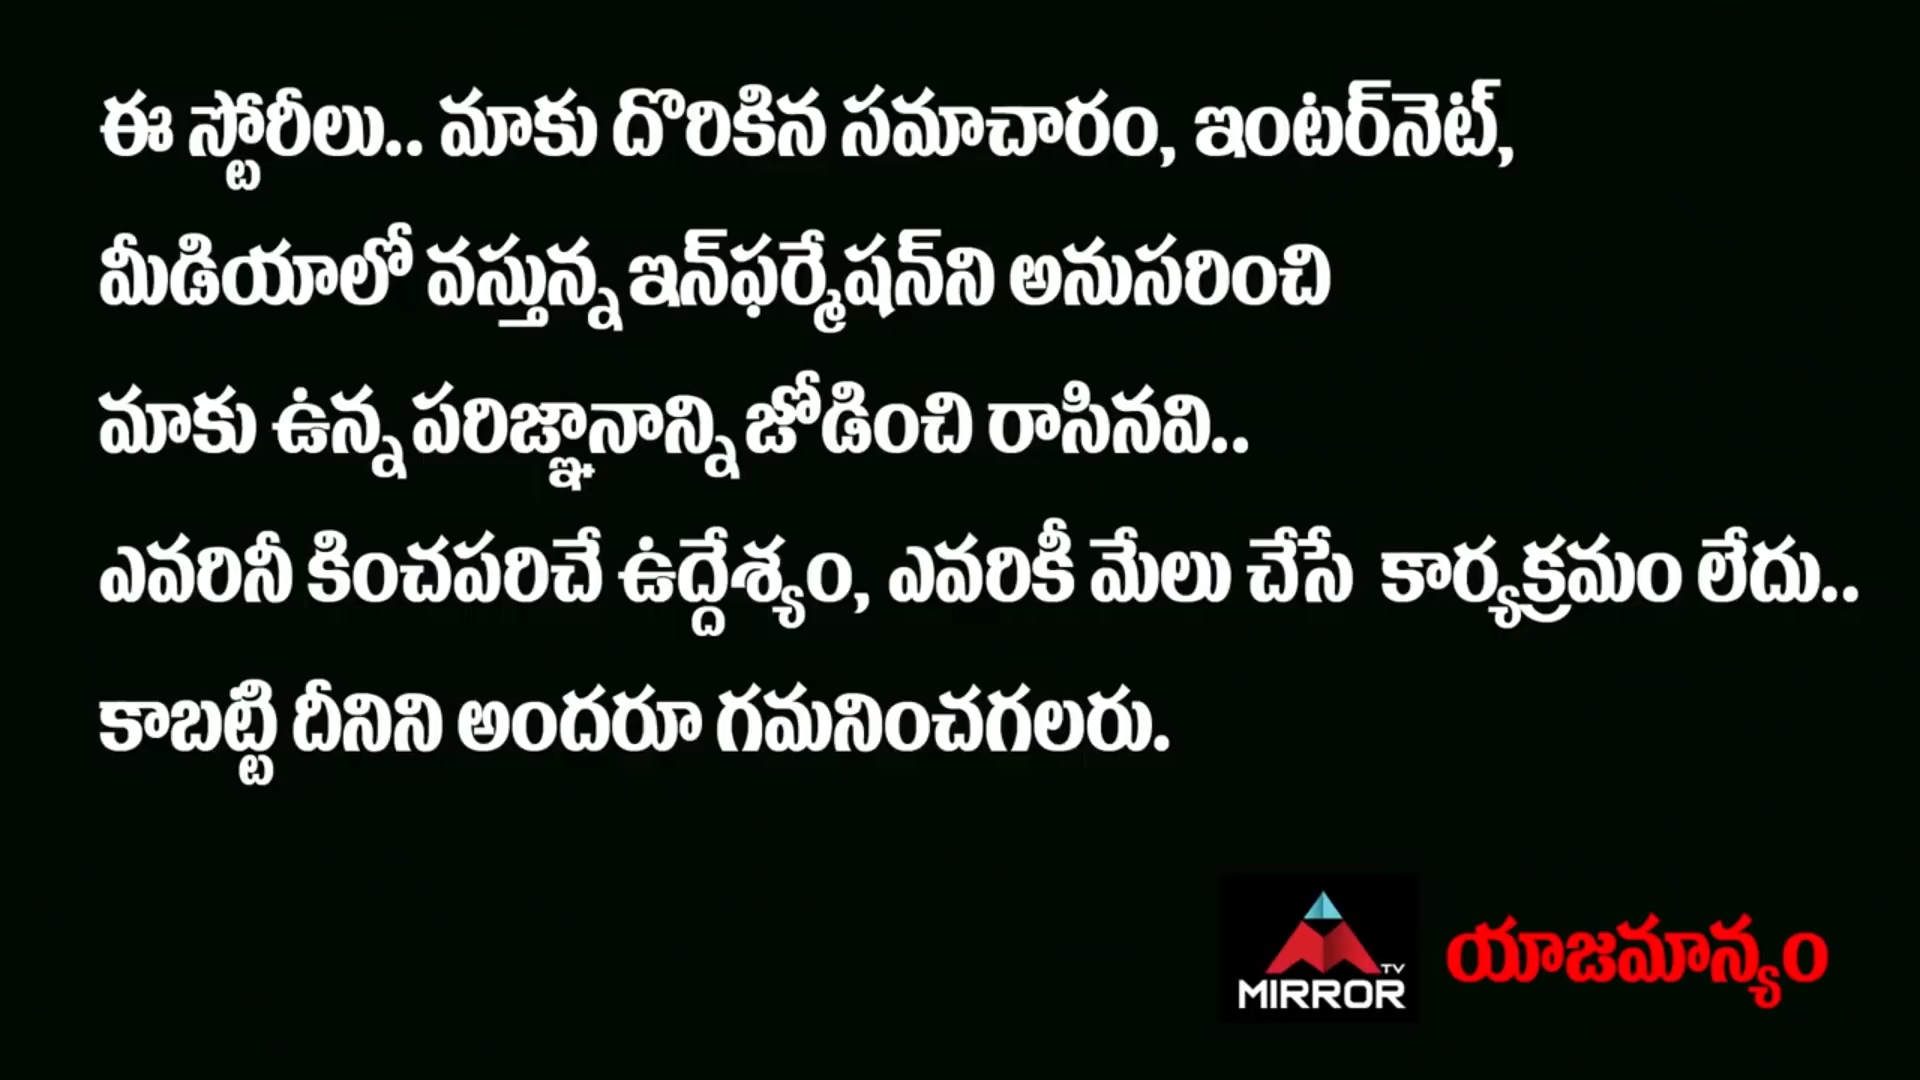 ఈ స్టోరీలు.. మాకు దొరికిన సమాచారం, ఇంటర్‌నెట్,
మీడియాలో వస్తున్న ఇన్‌ఫర్మేషన్‌ని అనుసరించి
మాకు ఉన్న పరిజ్ఞానాన్ని జోడించి రాసినవి..
ఎవరినీ కించపరిచే ఉద్దేశ్యం, ఎవరికీ మేలు చేసే కార్యక్రమం లేదు..
కాబట్టి దీనిని అందరూ గమనించగలరు.
TV
MIRROR
యాజమాన్యం